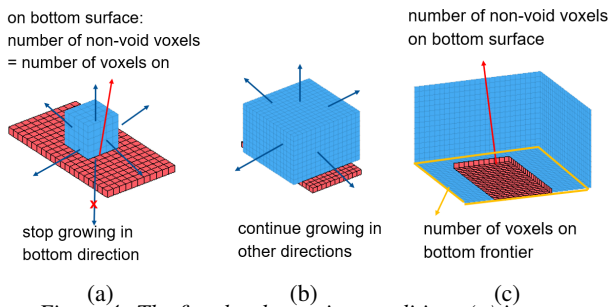 on bottom surface:
number of non-void voxels
= number of voxels on
x
stop growing in
bottom direction
(a)
continue growing in
other directions
(b)
number of non-void voxels
on bottom surface
number of voxels on
bottom frontier
(c)